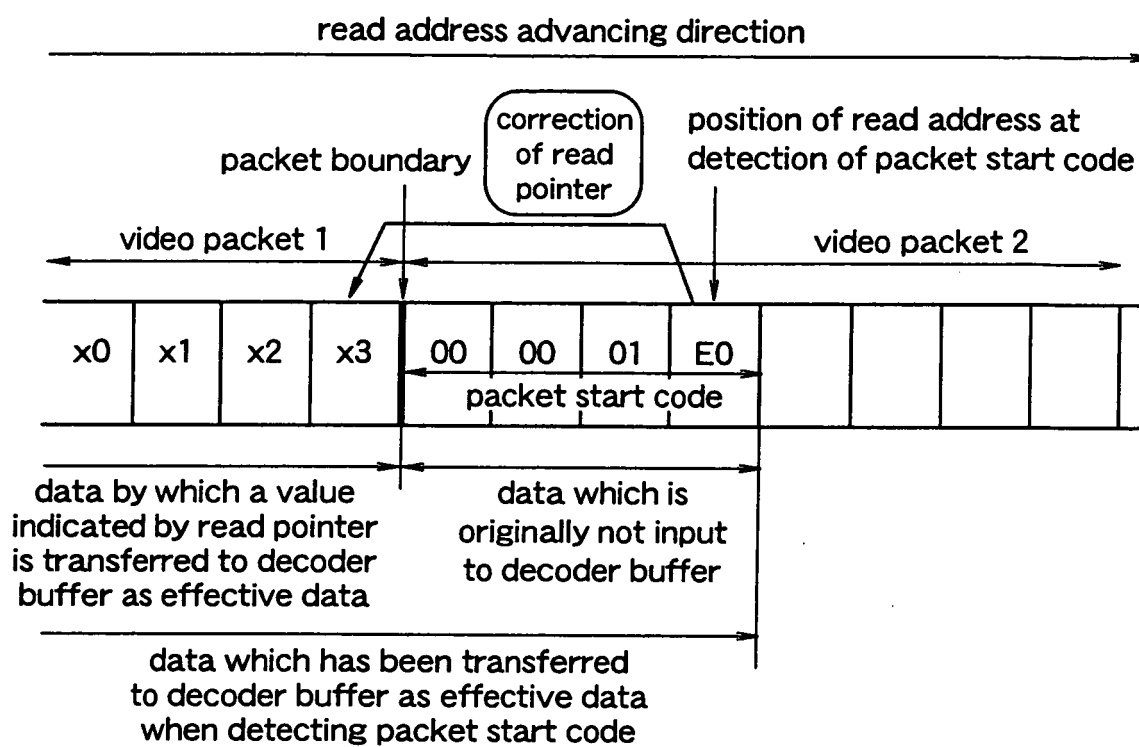 read address advancing direction
correction
of read
pointer
position of read address at
detection of packet start code
packet boundary
video packet 1
video packet 2
x0 x1 x2 x3 00 00 01 E0
packet start code
data by which a value
indicated by read pointer
is transferred to decoder
buffer as effective data
data which is
originally not input
to decoder buffer
data which has been transferred
to decoder buffer as effective data
when detecting packet start code